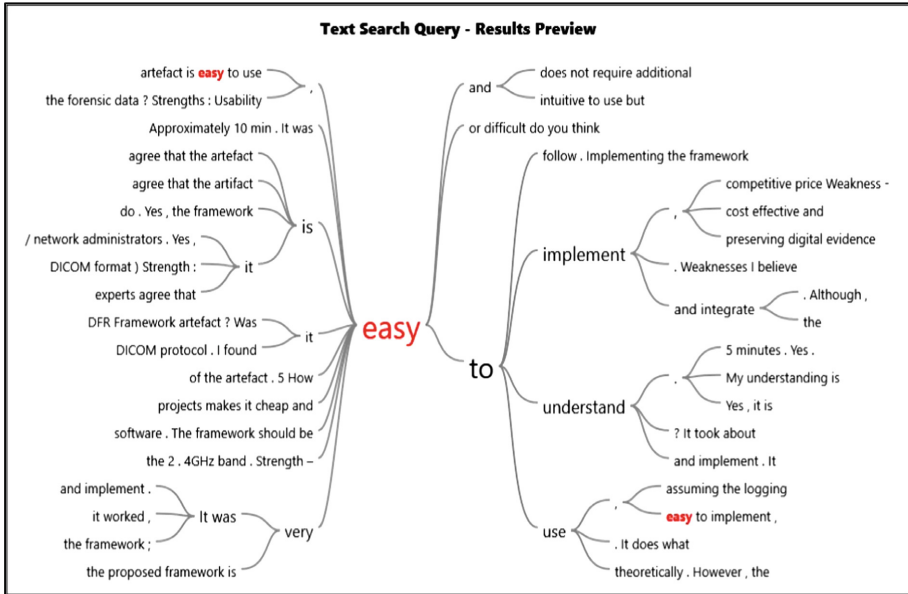 Text Search Query - Results Preview
artefact is easy to use
the forensic data ? Strengths : Usability
,
Approximately 10 min . It was
agree that the artefact
agree that the artifact
do . Yes , the framework
/ network administrators . Yes ,
DICOM format ) Strength :
experts agree that
it
is
DFR Framework artefact ? Was
DICOM protocol . I found
it
of the artefact . 5 How
projects makes it cheap and
software . The framework should be
the 2 . 4GHz band . Strength –
and implement .
it worked ,
the framework ;
It was
the proposed framework is
very
easy
and
does not require additional
intuitive to use but
or difficult do you think
to
follow . Implementing the framework
implement
,
competitive price Weakness -
cost effective and
preserving digital evidence
. Weaknesses I believe
and integrate
. Although ,
the
understand
.
5 minutes . Yes .
My understanding is
Yes , it is
? It took about
and implement . It
use
,
assuming the logging
easy to implement ,
. It does what
theoretically . However , the